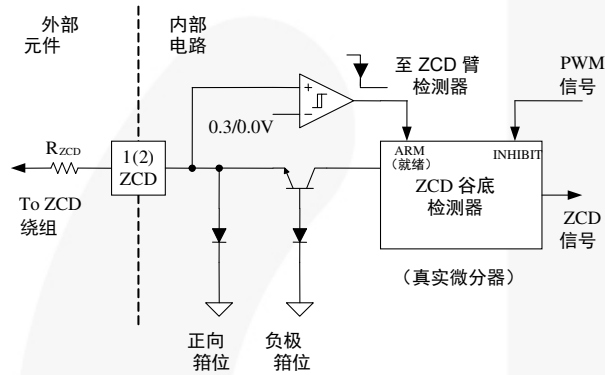 外部
元件
内部
电路
至 ZCD 臂
检测器
PWM
信号
0.3/0.0V
RZCD
1(2)
ZCD
ARM
(就绪)
INHIBIT
ZCD 谷底
检测器
To ZCD
绕组
ZCD
信号
(真实微分器)
正向
箝位
负极
箝位
+
−